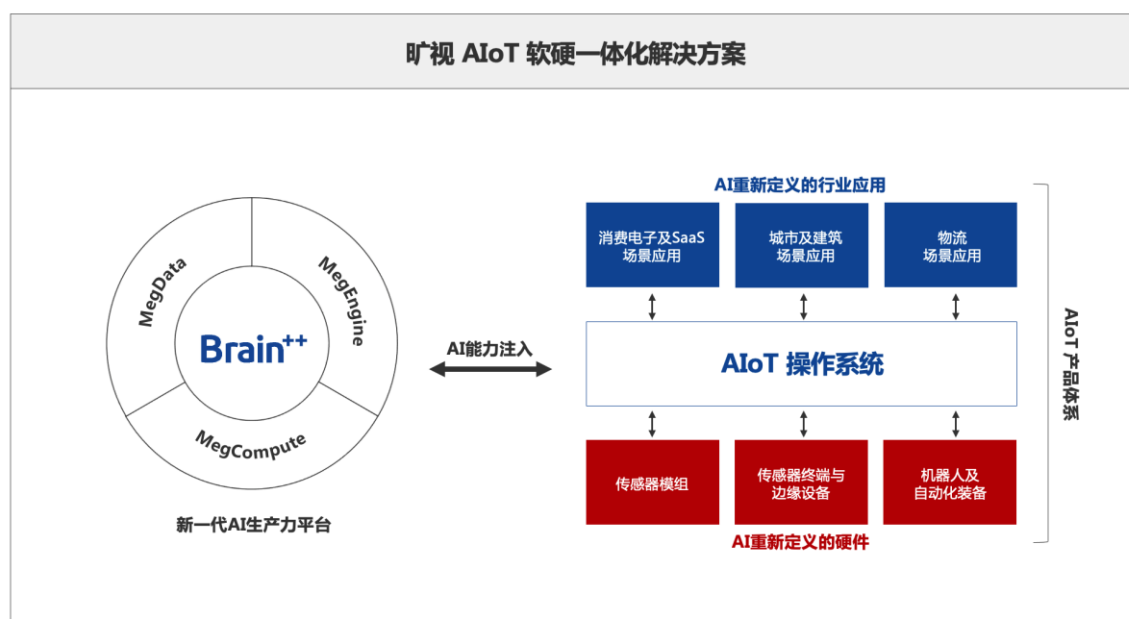 旷视 AIoT 软硬一体化解决方案
MegData
MegEngine
Brain++
MegCompute
新一代AI生产力平台
AI能力注入
AI重新定义的行业应用
消费电子及SaaS
场景应用
城市及建筑
场景应用
物流
场景应用
AIoT 操作系统
传感器模组
传感器终端与
边缘设备
机器人及
自动化装备
AI重新定义的硬件
AIoT 产品体系